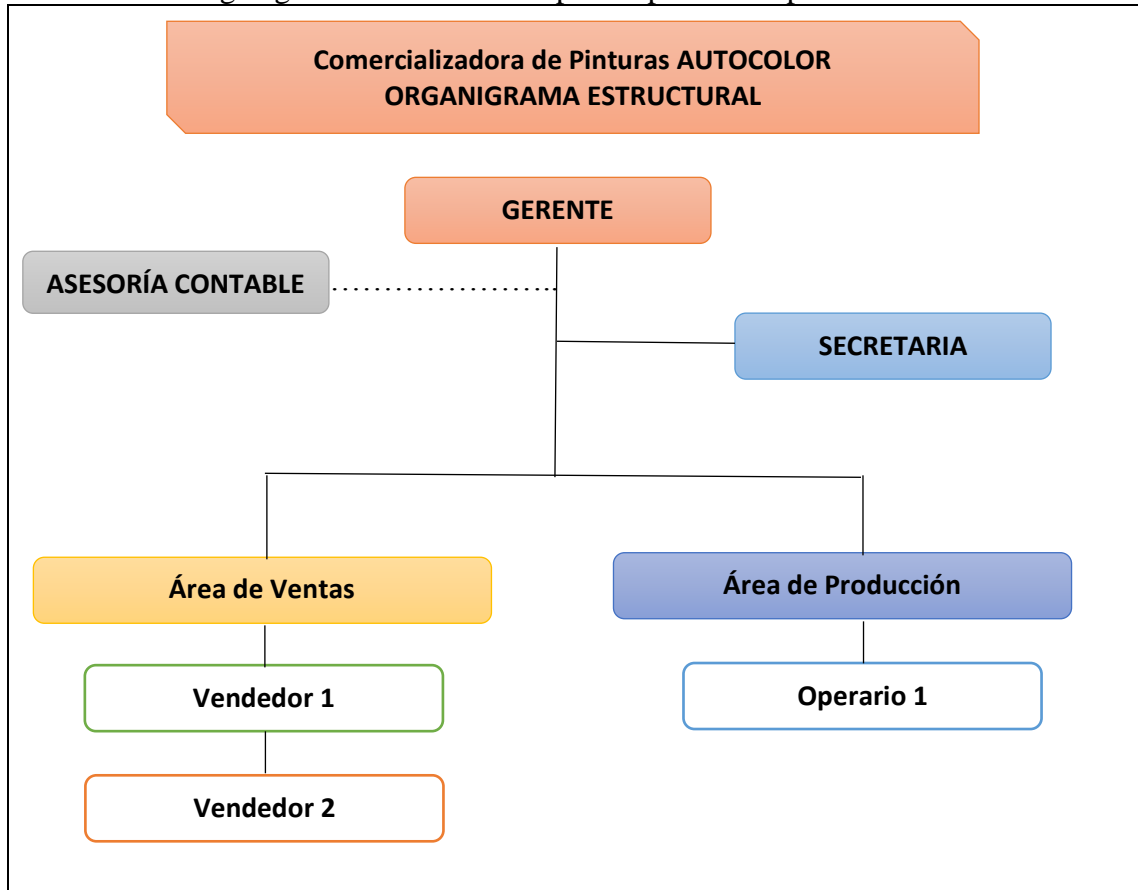 Comercializadora de Pinturas AUTOCOLOR
ORGANIGRAMA ESTRUCTURAL
GERENTE
ASESORÍA CONTABLE
SECRETARIA
Área de Ventas
Área de Producción
Vendedor 1
Operario 1
Vendedor 2